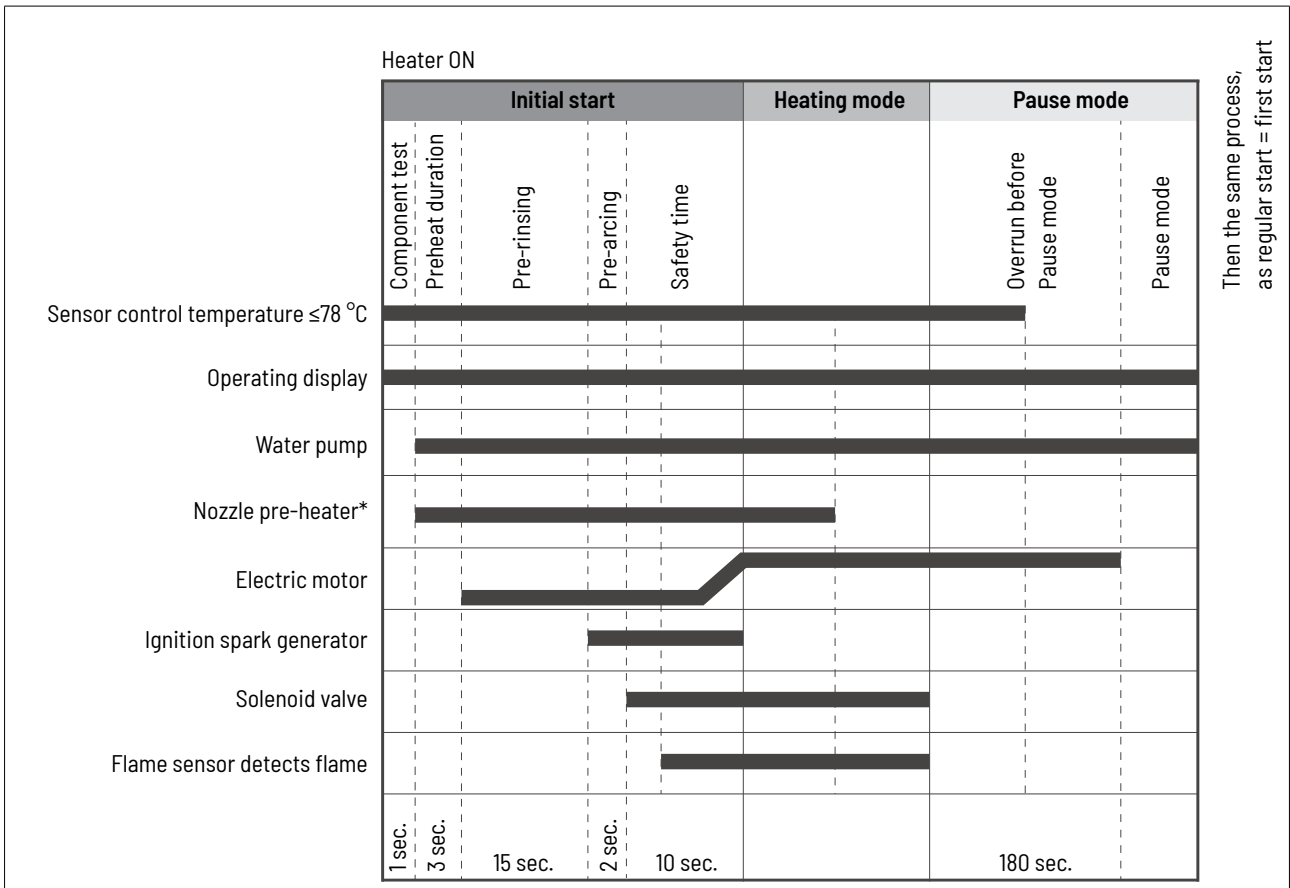 Heater ON
Initial start
Heating mode
Pause mode
Component test
Preheat duration
Pre-rinsing
Pre-arcing
Safety time
Overrun before
Pause mode
Pause mode
Then the same process,
as regular start = first start
Sensor control temperature ≤78 °C
Operating display
Water pump
Nozzle pre-heater*
Electric motor
Ignition spark generator
Solenoid valve
Flame sensor detects flame
1 sec.
3 sec.
15 sec.
2 sec.
10 sec.
180 sec.